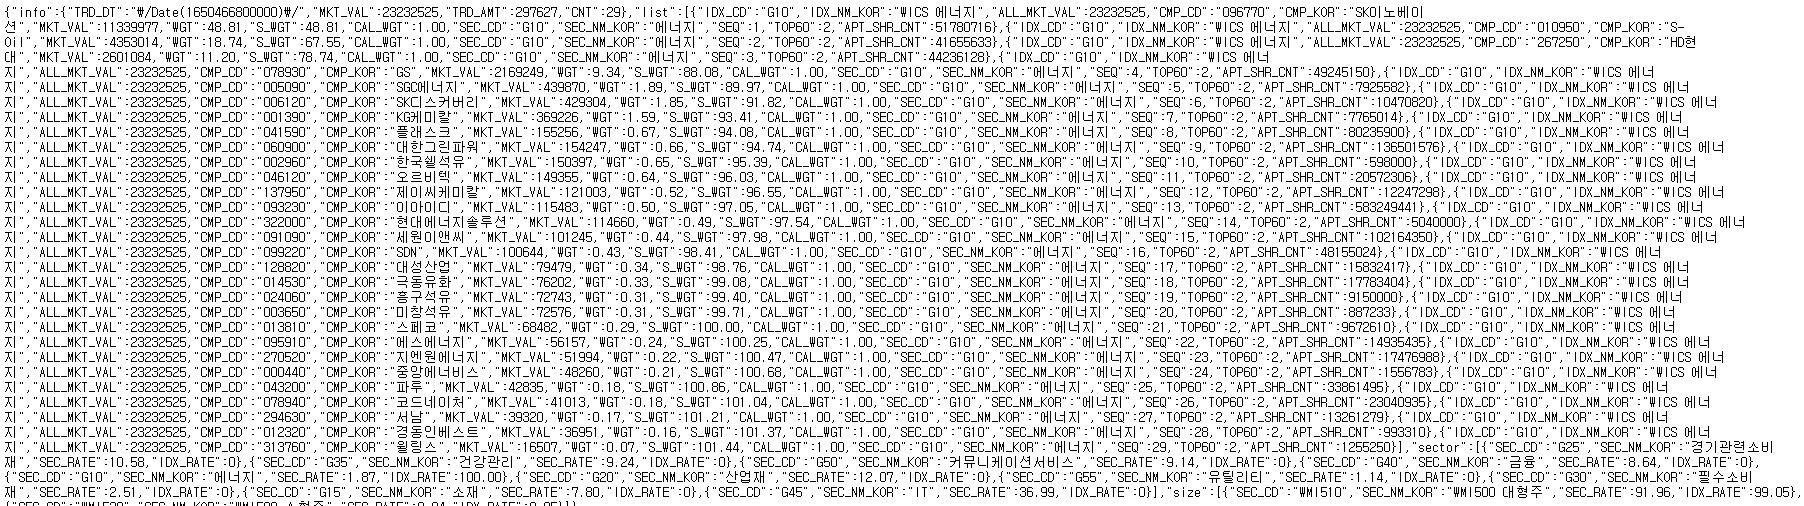 {"info":{"TRD_DT":"\/Date(1650466800000)\/","MKT_VAL":23232525,"TRD_AMT":297627,"CNT":29},"list":[{"IDX_CD":"G10","IDX_NM_KOR":"WICS 에너지","ALL_MKT_VAL":23232525,"CMP_CD":"096770","CMP_KOR":"SK이노베이
션","MKT_VAL":11339977,"WGT":48.81,"S_WGT":48.81,"CAL_WGT":1.00,"SEC_CD":"G10","SEC_NM_KOR":"에너지","SEQ":1,"TOP60":2,"APT_SHR_CNT":51780716},{"IDX_CD":"G10","IDX_NM_KOR":"WICS 에너지","ALL_MKT_VAL":23232525,"CMP_CD":"010950","CMP_KOR":"S-
Oil","MKT_VAL":4353014,"WGT":18.74,"S_WGT":67.55,"CAL_WGT":1.00,"SEC_CD":"G10","SEC_NM_KOR":"에너지","SEQ":2,"TOP60":2,"APT_SHR_CNT":41655633},{"IDX_CD":"G10","IDX_NM_KOR":"WICS 에너지","ALL_MKT_VAL":23232525,"CMP_CD":"267250","CMP_KOR":"HD현
대","MKT_VAL":2601084,"WGT":11.20,"S_WGT":78.74,"CAL_WGT":1.00,"SEC_CD":"G10","SEC_NM_KOR":"에너지","SEQ":3,"TOP60":2,"APT_SHR_CNT":44236128},{"IDX_CD":"G10","IDX_NM_KOR":"WICS 에너
지","ALL_MKT_VAL":23232525,"CMP_CD":"078930","CMP_KOR":"GS","MKT_VAL":2169249,"WGT":9.34,"S_WGT":88.08,"CAL_WGT":1.00,"SEC_CD":"G10","SEC_NM_KOR":"에너지","SEQ":4,"TOP60":2,"APT_SHR_CNT":49245150},{"IDX_CD":"G10","IDX_NM_KOR":"WICS 에너
지","ALL_MKT_VAL":23232525,"CMP_CD":"005090","CMP_KOR":"SGC에너지","MKT_VAL":439870,"WGT":1.89,"S_WGT":89.97,"CAL_WGT":1.00,"SEC_CD":"G10","SEC_NM_KOR":"에너지","SEQ":5,"TOP60":2,"APT_SHR_CNT":7925582},{"IDX_CD":"G10","IDX_NM_KOR":"WICS 에너
지","ALL_MKT_VAL":23232525,"CMP_CD":"006120","CMP_KOR":"SK디스커버리","MKT_VAL":429304,"WGT":1.85,"S_WGT":91.82,"CAL_WGT":1.00,"SEC_CD":"G10","SEC_NM_KOR":"에너지","SEQ":6,"TOP60":2,"APT_SHR_CNT":10470820},{"IDX_CD":"G10","IDX_NM_KOR":"WICS 에너
지","ALL_MKT_VAL":23232525,"CMP_CD":"001390","CMP_KOR":"KG케미칼","MKT_VAL":369226,"WGT":1.59,"S_WGT":93.41,"CAL_WGT":1.00,"SEC_CD":"G10","SEC_NM_KOR":"에너지","SEQ":7,"TOP60":2,"APT_SHR_CNT":7765014},{"IDX_CD":"G10","IDX_NM_KOR":"WICS 에너
지","ALL_MKT_VAL":23232525,"CMP_CD":"041590","CMP_KOR":"플래스크","MKT_VAL":155256,"WGT":0.67,"S_WGT":94.08,"CAL_WGT":1.00,"SEC_CD":"G10","SEC_NM_KOR":"에너지","SEQ":8,"TOP60":2,"APT_SHR_CNT":80235900},{"IDX_CD":"G10","IDX_NM_KOR":"WICS 에너
지","ALL_MKT_VAL":23232525,"CMP_CD":"060900","CMP_KOR":"대한그린파워","MKT_VAL":154247,"WGT":0.66,"S_WGT":94.74,"CAL_WGT":1.00,"SEC_CD":"G10","SEC_NM_KOR":"에너지","SEQ":9,"TOP60":2,"APT_SHR_CNT":136501576},{"IDX_CD":"G10","IDX_NM_KOR":"WICS 에너
지","ALL_MKT_VAL":23232525,"CMP_CD":"002960","CMP_KOR":"한국쉘석유","MKT_VAL":150397,"WGT":0.65,"S_WGT":95.39,"CAL_WGT":1.00,"SEC_CD":"G10","SEC_NM_KOR":"에너지","SEQ":10,"TOP60":2,"APT_SHR_CNT":598000},{"IDX_CD":"G10","IDX_NM_KOR":"WICS 에너
지","ALL_MKT_VAL":23232525,"CMP_CD":"046120","CMP_KOR":"오르비텍","MKT_VAL":149355,"WGT":0.64,"S_WGT":96.03,"CAL_WGT":1.00,"SEC_CD":"G10","SEC_NM_KOR":"에너지","SEQ":11,"TOP60":2,"APT_SHR_CNT":20572306},{"IDX_CD":"G10","IDX_NM_KOR":"WICS 에너
지","ALL_MKT_VAL":23232525,"CMP_CD":"137950","CMP_KOR":"제이씨케미칼","MKT_VAL":121003,"WGT":0.52,"S_WGT":96.55,"CAL_WGT":1.00,"SEC_CD":"G10","SEC_NM_KOR":"에너지","SEQ":12,"TOP60":2,"APT_SHR_CNT":12247298},{"IDX_CD":"G10","IDX_NM_KOR":"WICS 에너
지","ALL_MKT_VAL":23232525,"CMP_CD":"093230","CMP_KOR":"이아이디","MKT_VAL":115483,"WGT":0.50,"S_WGT":97.05,"CAL_WGT":1.00,"SEC_CD":"G10","SEC_NM_KOR":"에너지","SEQ":13,"TOP60":2,"APT_SHR_CNT":583249441},{"IDX_CD":"G10","IDX_NM_KOR":"WICS 에너
지","ALL_MKT_VAL":23232525,"CMP_CD":"322000","CMP_KOR":"현대에너지솔루션","MKT_VAL":114660,"WGT":0.49,"S_WGT":97.54,"CAL_WGT":1.00,"SEC_CD":"G10","SEC_NM_KOR":"에너지","SEQ":14,"TOP60":2,"APT_SHR_CNT":5040000},{"IDX_CD":"G10","IDX_NM_KOR":"WICS 에너
지","ALL_MKT_VAL":23232525,"CMP_CD":"091090","CMP_KOR":"세원이앤씨","MKT_VAL":101245,"WGT":0.44,"S_WGT":97.98,"CAL_WGT":1.00,"SEC_CD":"G10","SEC_NM_KOR":"에너지","SEQ":15,"TOP60":2,"APT_SHR_CNT":102164350},{"IDX_CD":"G10","IDX_NM_KOR":"WICS 에너
지","ALL_MKT_VAL":23232525,"CMP_CD":"099220","CMP_KOR":"SDN","MKT_VAL":100644,"WGT":0.43,"S_WGT":98.41,"CAL_WGT":1.00,"SEC_CD":"G10","SEC_NM_KOR":"에너지","SEQ":16,"TOP60":2,"APT_SHR_CNT":48155024},{"IDX_CD":"G10","IDX_NM_KOR":"WICS 에너
지","ALL_MKT_VAL":23232525,"CMP_CD":"128820","CMP_KOR":"대성산업","MKT_VAL":79479,"WGT":0.34,"S_WGT":98.76,"CAL_WGT":1.00,"SEC_CD":"G10","SEC_NM_KOR":"에너지","SEQ":17,"TOP60":2,"APT_SHR_CNT":15832417},{"IDX_CD":"G10","IDX_NM_KOR":"WICS 에너
지","ALL_MKT_VAL":23232525,"CMP_CD":"014530","CMP_KOR":"극동유화","MKT_VAL":76202,"WGT":0.33,"S_WGT":99.08,"CAL_WGT":1.00,"SEC_CD":"G10","SEC_NM_KOR":"에너지","SEQ":18,"TOP60":2,"APT_SHR_CNT":17783404},{"IDX_CD":"G10","IDX_NM_KOR":"WICS 에너
지","ALL_MKT_VAL":23232525,"CMP_CD":"024060","CMP_KOR":"흥구석유","MKT_VAL":72743,"WGT":0.31,"S_WGT":99.40,"CAL_WGT":1.00,"SEC_CD":"G10","SEC_NM_KOR":"에너지","SEQ":19,"TOP60":2,"APT_SHR_CNT":9150000},{"IDX_CD":"G10","IDX_NM_KOR":"WICS 에너
지","ALL_MKT_VAL":23232525,"CMP_CD":"003650","CMP_KOR":"미창석유","MKT_VAL":72576,"WGT":0.31,"S_WGT":99.71,"CAL_WGT":1.00,"SEC_CD":"G10","SEC_NM_KOR":"에너지","SEQ":20,"TOP60":2,"APT_SHR_CNT":887233},{"IDX_CD":"G10","IDX_NM_KOR":"WICS 에너
지","ALL_MKT_VAL":23232525,"CMP_CD":"013810","CMP_KOR":"스페코","MKT_VAL":68482,"WGT":0.29,"S_WGT":100.00,"CAL_WGT":1.00,"SEC_CD":"G10","SEC_NM_KOR":"에너지","SEQ":21,"TOP60":2,"APT_SHR_CNT":9672610},{"IDX_CD":"G10","IDX_NM_KOR":"WICS 에너
지","ALL_MKT_VAL":23232525,"CMP_CD":"095910","CMP_KOR":"에스에너지","MKT_VAL":56157,"WGT":0.24,"S_WGT":100.25,"CAL_WGT":1.00,"SEC_CD":"G10","SEC_NM_KOR":"에너지","SEQ":22,"TOP60":2,"APT_SHR_CNT":14935435},{"IDX_CD":"G10","IDX_NM_KOR":"WICS 에너
지","ALL_MKT_VAL":23232525,"CMP_CD":"270520","CMP_KOR":"지엔원에너지","MKT_VAL":51994,"WGT":0.22,"S_WGT":100.47,"CAL_WGT":1.00,"SEC_CD":"G10","SEC_NM_KOR":"에너지","SEQ":23,"TOP60":2,"APT_SHR_CNT":17476988},{"IDX_CD":"G10","IDX_NM_KOR":"WICS 에너
지","ALL_MKT_VAL":23232525,"CMP_CD":"000440","CMP_KOR":"중앙에너비스","MKT_VAL":48260,"WGT":0.21,"S_WGT":100.68,"CAL_WGT":1.00,"SEC_CD":"G10","SEC_NM_KOR":"에너지","SEQ":24,"TOP60":2,"APT_SHR_CNT":1556783},{"IDX_CD":"G10","IDX_NM_KOR":"WICS 에너
지","ALL_MKT_VAL":23232525,"CMP_CD":"043200","CMP_KOR":"파루","MKT_VAL":42835,"WGT":0.18,"S_WGT":100.86,"CAL_WGT":1.00,"SEC_CD":"G10","SEC_NM_KOR":"에너지","SEQ":25,"TOP60":2,"APT_SHR_CNT":33861495},{"IDX_CD":"G10","IDX_NM_KOR":"WICS 에너
지","ALL_MKT_VAL":23232525,"CMP_CD":"078940","CMP_KOR":"코드네이처","MKT_VAL":41013,"WGT":0.18,"S_WGT":101.04,"CAL_WGT":1.00,"SEC_CD":"G10","SEC_NM_KOR":"에너지","SEQ":26,"TOP60":2,"APT_SHR_CNT":23040935},{"IDX_CD":"G10","IDX_NM_KOR":"WICS 에너
지","ALL_MKT_VAL":23232525,"CMP_CD":"294630","CMP_KOR":"서남","MKT_VAL":39320,"WGT":0.17,"S_WGT":101.21,"CAL_WGT":1.00,"SEC_CD":"G10","SEC_NM_KOR":"에너지","SEQ":27,"TOP60":2,"APT_SHR_CNT":13261279},{"IDX_CD":"G10","IDX_NM_KOR":"WICS 에너
지","ALL_MKT_VAL":23232525,"CMP_CD":"012320","CMP_KOR":"경동인베스트","MKT_VAL":36951,"WGT":0.16,"S_WGT":101.37,"CAL_WGT":1.00,"SEC_CD":"G10","SEC_NM_KOR":"에너지","SEQ":28,"TOP60":2,"APT_SHR_CNT":993310},{"IDX_CD":"G10","IDX_NM_KOR":"WICS 에너
지","ALL_MKT_VAL":23232525,"CMP_CD":"313760","CMP_KOR":"윌링스","MKT_VAL":16507,"WGT":0.07,"S_WGT":101.44,"CAL_WGT":1.00,"SEC_CD":"G10","SEC_NM_KOR":"에너지","SEQ":29,"TOP60":2,"APT_SHR_CNT":1255250}],"sector":[{"SEC_CD":"G25","SEC_NM_KOR":"경기관련소비
재","SEC_RATE":10.58,"IDX_RATE":0},{"SEC_CD":"G35","SEC_NM_KOR":"건강관리","SEC_RATE":9.24,"IDX_RATE":0},{"SEC_CD":"G50","SEC_NM_KOR":"커뮤니케이션서비스","SEC_RATE":9.14,"IDX_RATE":0},{"SEC_CD":"G40","SEC_NM_KOR":"금융","SEC_RATE":8.64,"IDX_RATE":0},
{"SEC_CD":"G10","SEC_NM_KOR":"에너지","SEC_RATE":1.87,"IDX_RATE":100.00},{"SEC_CD":"G20","SEC_NM_KOR":"산업재","SEC_RATE":12.07,"IDX_RATE":0},{"SEC_CD":"G55","SEC_NM_KOR":"유틸리티","SEC_RATE":1.14,"IDX_RATE":0},{"SEC_CD":"G30","SEC_NM_KOR":"필수소비
재","SEC_RATE":2.51,"IDX_RATE":0},{"SEC_CD":"G15","SEC_NM_KOR":"소재","SEC_RATE":7.80,"IDX_RATE":0},{"SEC_CD":"G45","SEC_NM_KOR":"IT","SEC_RATE":36.99,"IDX_RATE":0}],"size":[{"SEC_CD":"WMI510","SEC_NM_KOR":"WMI500 대형주","SEC_RATE":91.96,"IDX_RATE":99.05},